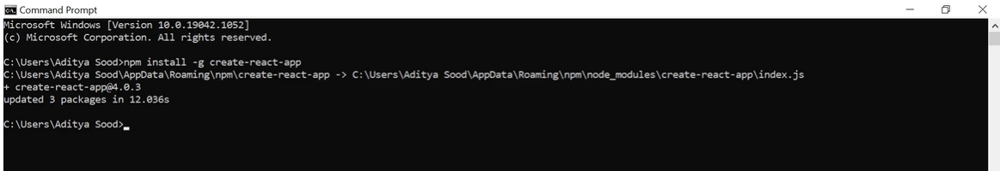 Command Prompt
Microsoft Windows [Version 10.0.19042.1052]
(c) Microsoft Corporation. All rights reserved.
C:\Users\Aditya Sood>npm install -g create-react-app
C:\Users\Aditya Sood\AppData\Roaming\npm\create-react-app -> C:\Users\Aditya Sood\AppData\Roaming\npm\node_modules\create-react-app\index.js
+ create-react-app@4.0.3
updated 3 packages in 12.036s
C:\Users\Aditya Sood>